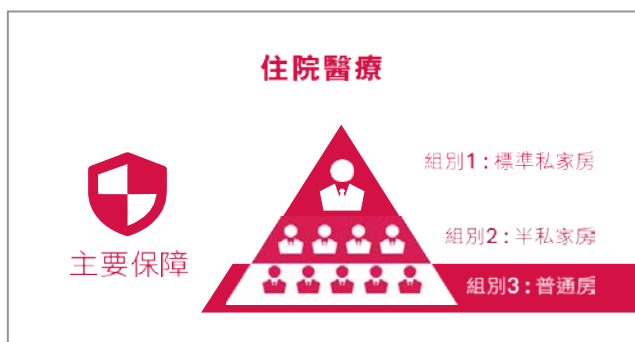 住院醫療
組別1 : 標準私家房
組別2 : 半私家房
主要保障
組別3 : 普通房